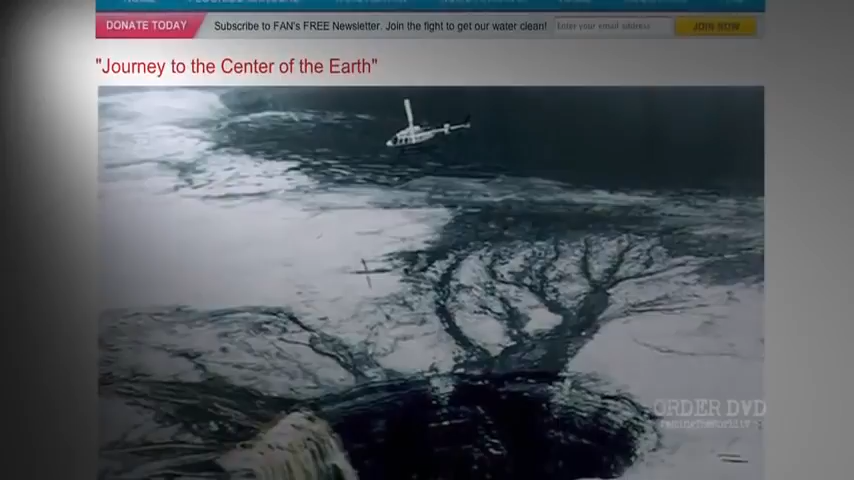 DONATE TODAY
Subscribe to FAN's FREE Newsletter. Join the fight to get our water clean!
Enter your email address
JOIN NOW
"Journey to the Center of the Earth"
ORDER DVD